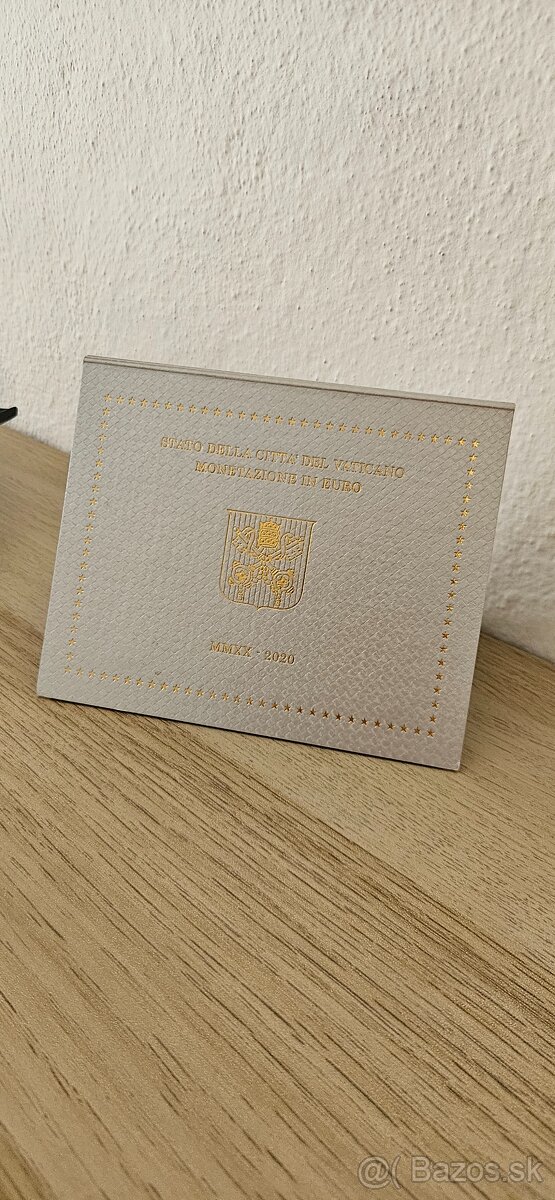 STATO DELLA CITTA' DEL VATICANO
MONETAZIONE IN EURO
MMXX - 2020
@( Bazos.sk